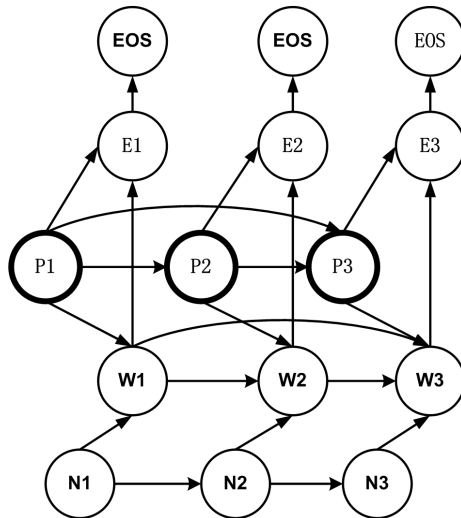 EOS EOS EOS
E1 E2 E3
P1 P2 P3
W1 W2 W3
N1 N2 N3